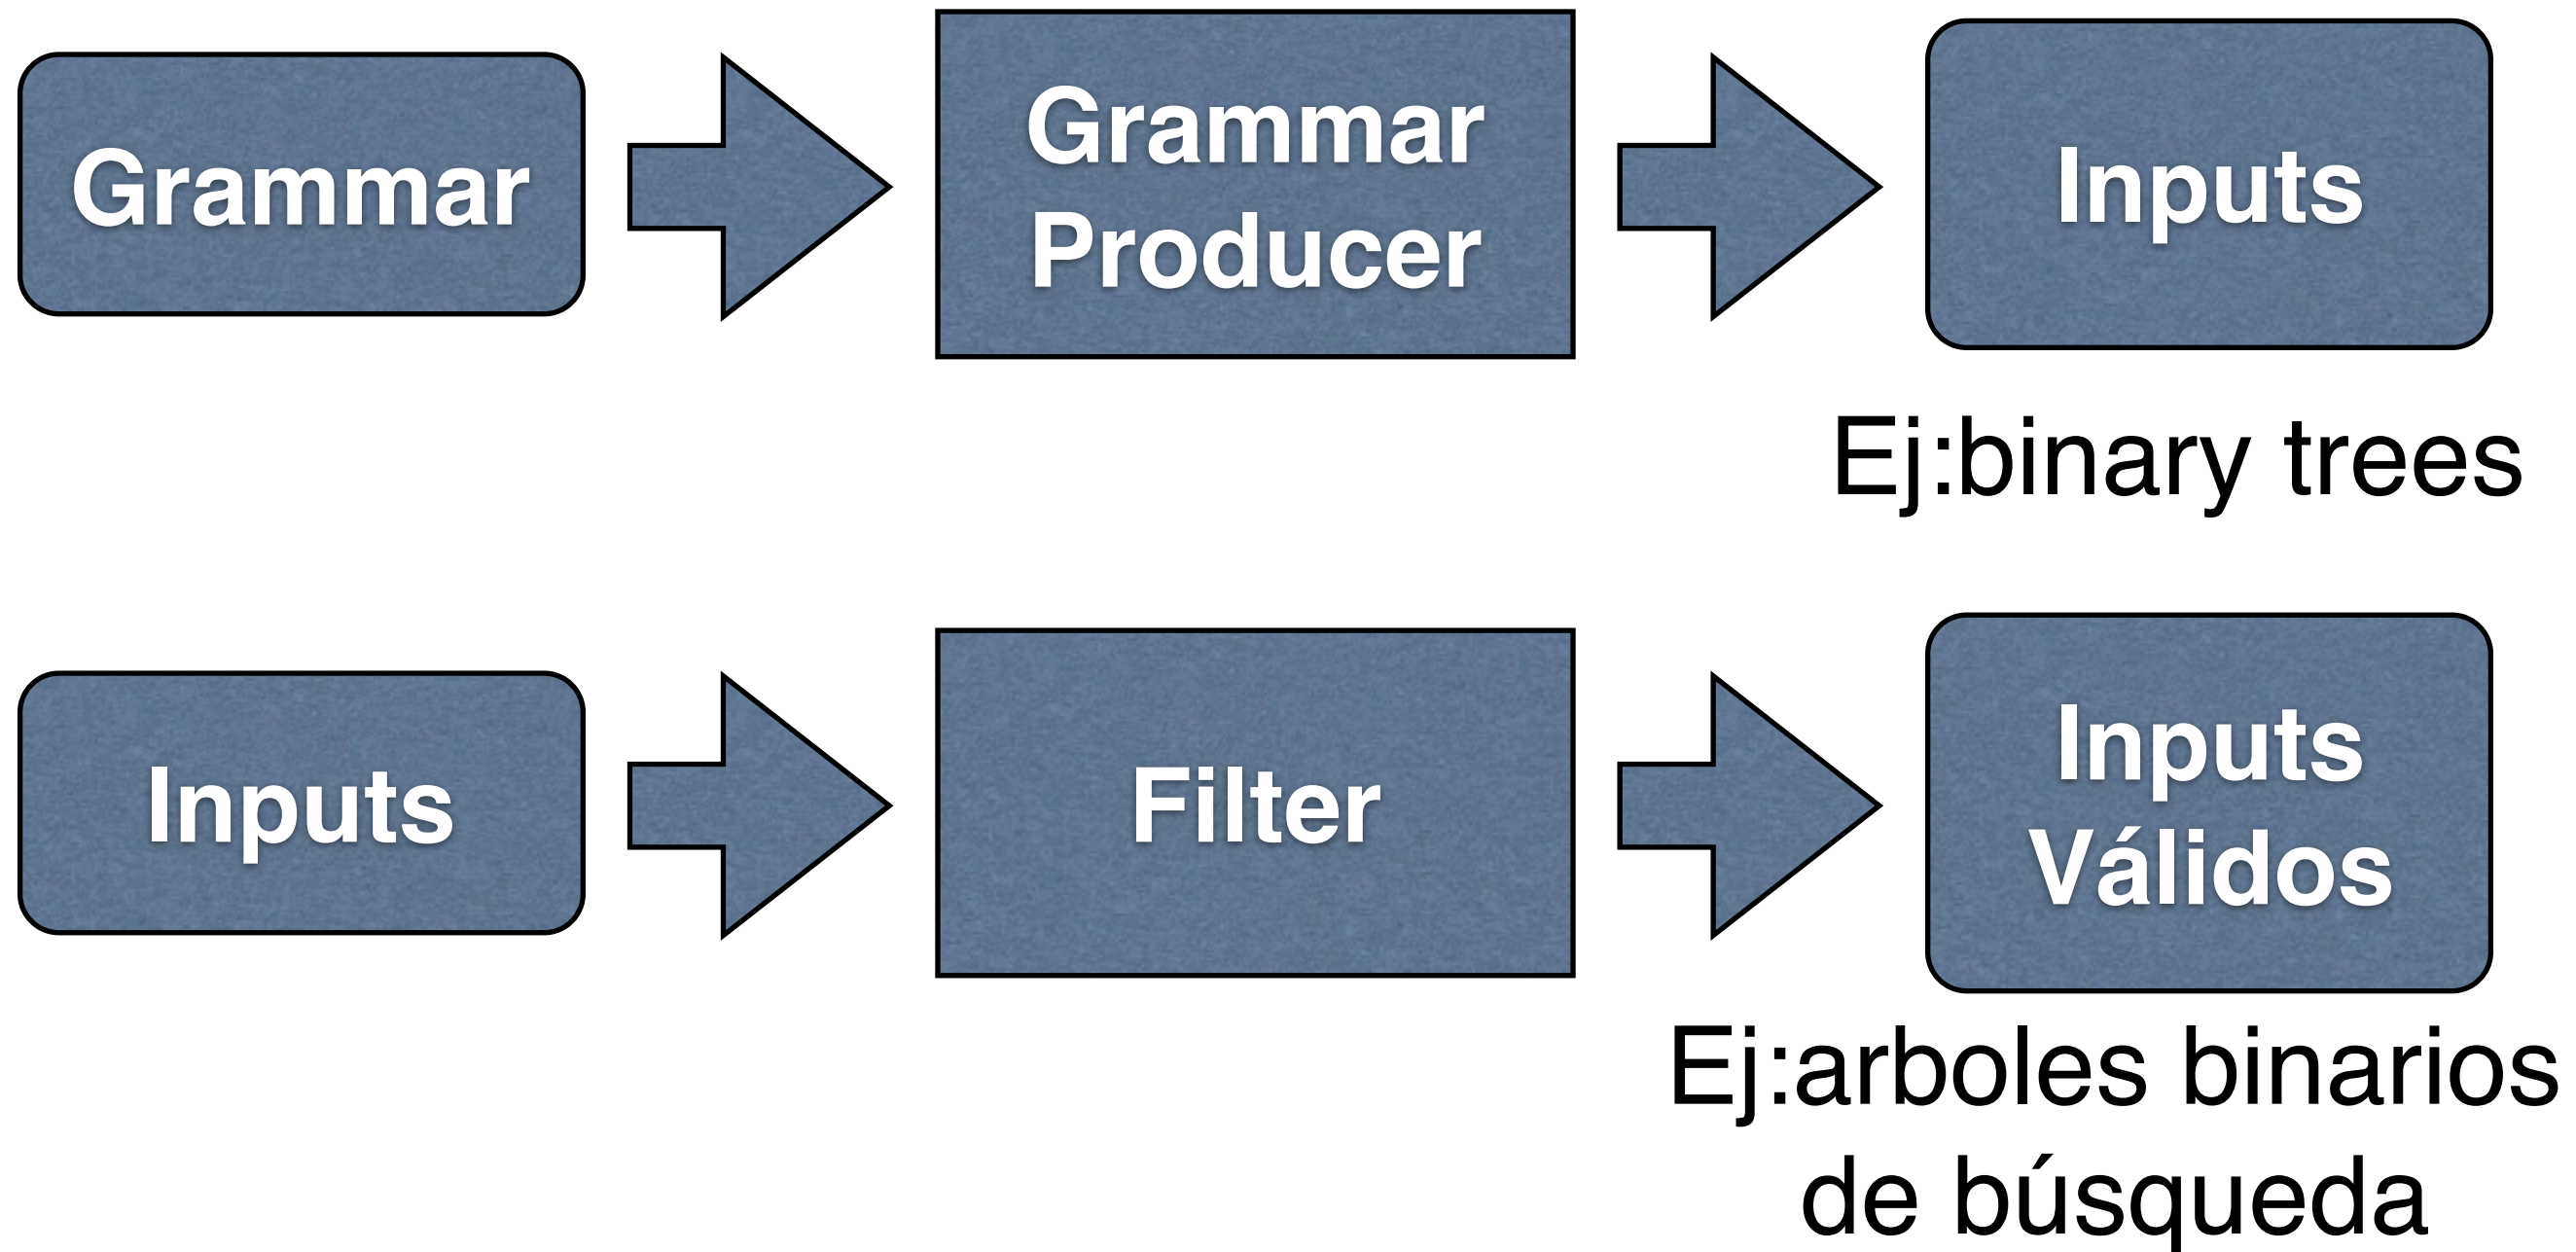 Grammar
Grammar
Producer
Inputs
Ej:binary trees
Inputs
Filter
Inputs
Válidos
Ej:arboles binarios
de búsqueda